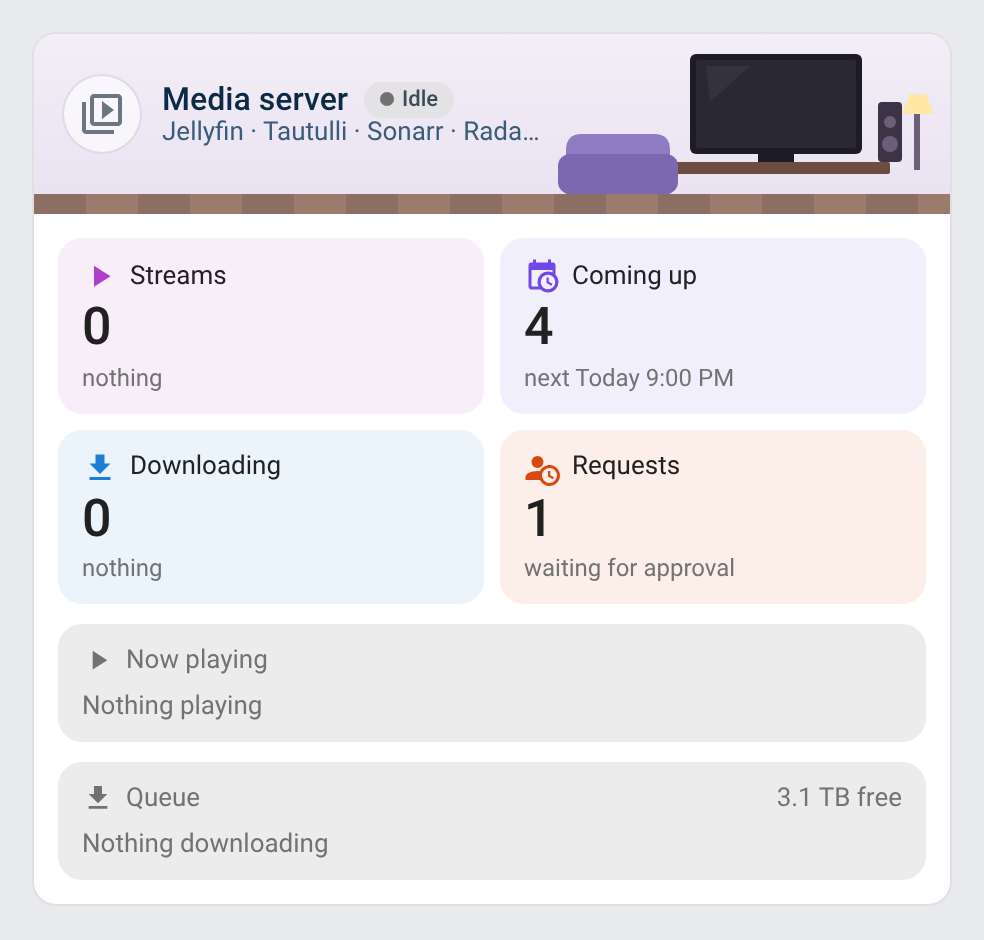 Media server
Idle
Jellyfin · Tautulli · Sonarr · Rada...
Streams
0
nothing
Coming up
4
next Today 9:00 PM
Downloading
0
nothing
Requests
1
waiting for approval
Now playing
Nothing playing
Queue
3.1 TB free
Nothing downloading